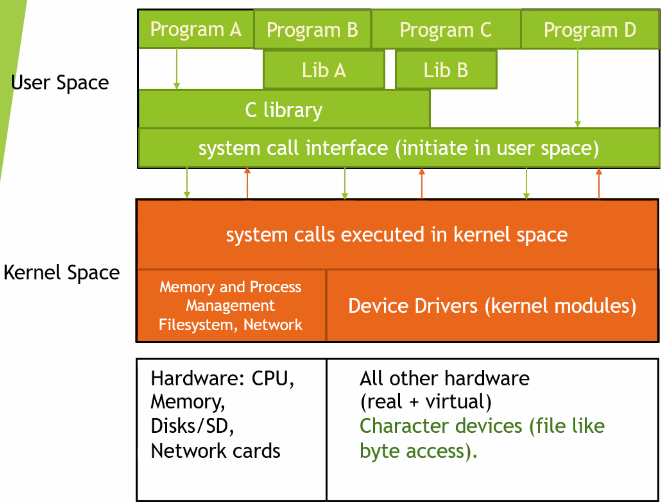 Program A
Program B
Program C
Program D
User Space
Lib A
Lib B
C library
system call interface (initiate in user space)
system calls executed in kernel space
Kernel Space
Memory and Process
Management
Filesystem, Network
Device Drivers (kernel modules)
Hardware: CPU,
Memory,
Disks/SD,
Network cards
All other hardware
(real + virtual)
Character devices (file like
byte access).